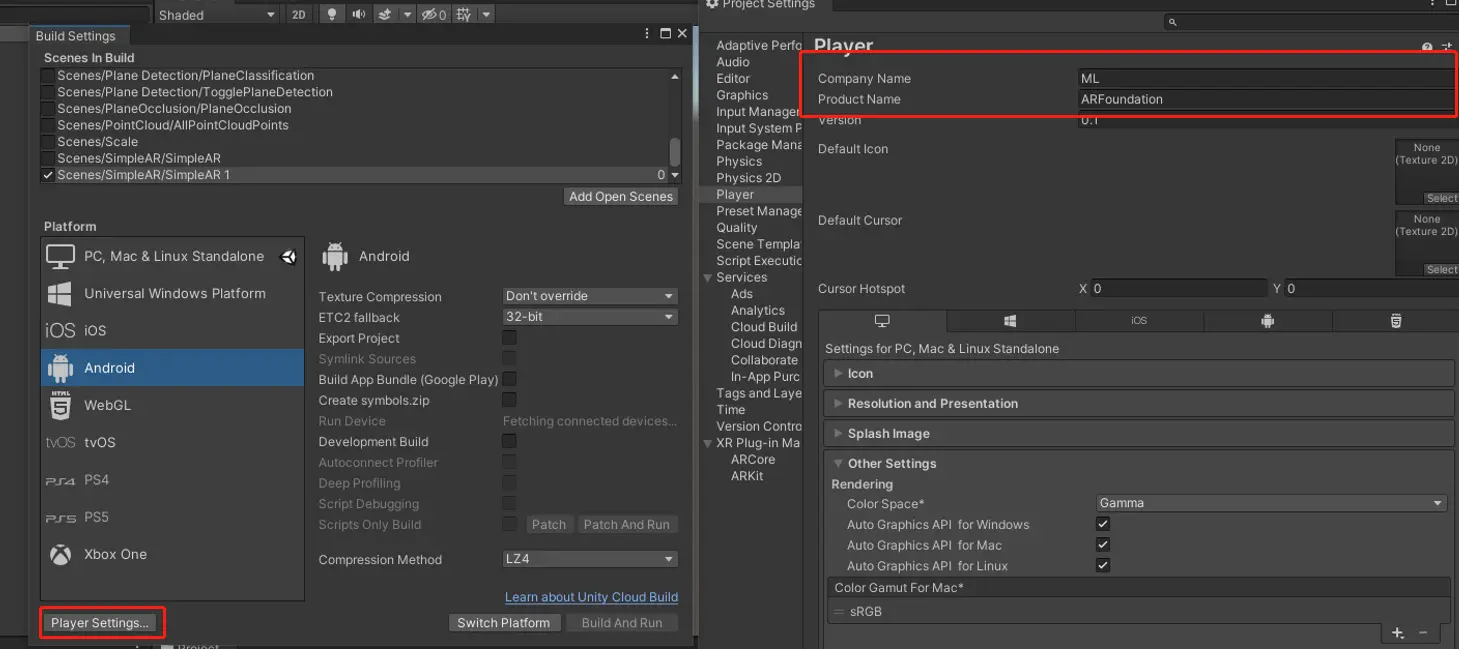 Shaded
2D
0
Build Settings
Scenes In Build
Scenes/Plane Detection/PlaneClassification
Scenes/Plane Detection/TogglePlaneDetection
Scenes/PlaneOcclusion/PlaneOcclusion
Scenes/PointCloud/AllPointCloudPoints
Scenes/Scale
Scenes/SimpleAR/SimpleAR
Scenes/SimpleAR/SimpleAR 1 0
Add Open Scenes
Platform
PC, Mac & Linux Standalone
Universal Windows Platform
iOS iOS
Android
HTML
WebGL
tvOS tvOS
PS4 PS4
PS5 PS5
Xbox One
Android
Texture Compression Don't override
ETC2 fallback 32-bit
Export Project
Symlink Sources
Build App Bundle (Google Play)
Create symbols.zip
Run Device Fetching connected devices...
Development Build
Autoconnect Profiler
Deep Profiling
Script Debugging
Scripts Only Build Patch Patch And Run
Compression Method LZ4
Learn about Unity Cloud Build
Player Settings... Switch Platform Build And Run
Project
Project Settings
Adaptive Perfo
Audio
Editor
Graphics
Input Manager
Input System P
Package Mana
Physics
Physics 2D
Player
Preset Manage
Quality
Scene Templa
Script Executio
Services
Ads
Analytics
Cloud Build
Cloud Diagn
Collaborate
In-App Purc
Tags and Laye
Time
Version Contro
XR Plug-in Ma
ARCore
ARKit
Player
Company Name ML
Product Name ARFoundation
Version 0.1
Default Icon
None
(Texture 2D)
Select
Default Cursor
None
(Texture 2D)
Select
Cursor Hotspot X 0 Y 0
iOS
Settings for PC, Mac & Linux Standalone
Icon
Resolution and Presentation
Splash Image
Other Settings
Rendering
Color Space* Gamma
Auto Graphics API for Windows
Auto Graphics API for Mac
Auto Graphics API for Linux
Color Gamut For Mac*
sRGB